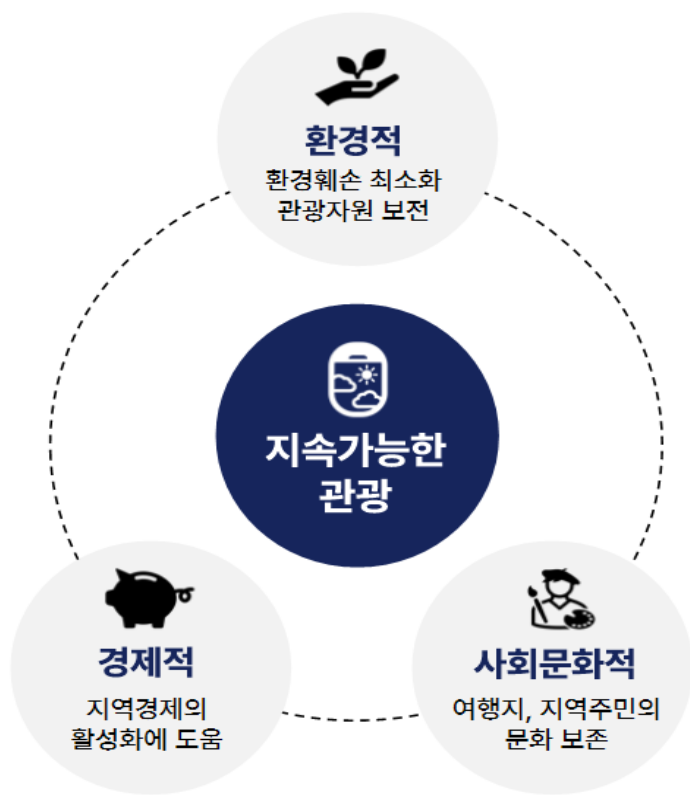 환경적
환경훼손 최소화
관광자원 보전
지속가능한
관광
경제적
지역경제의
활성화에 도움
사회문화적
여행지, 지역주민의
문화 보존